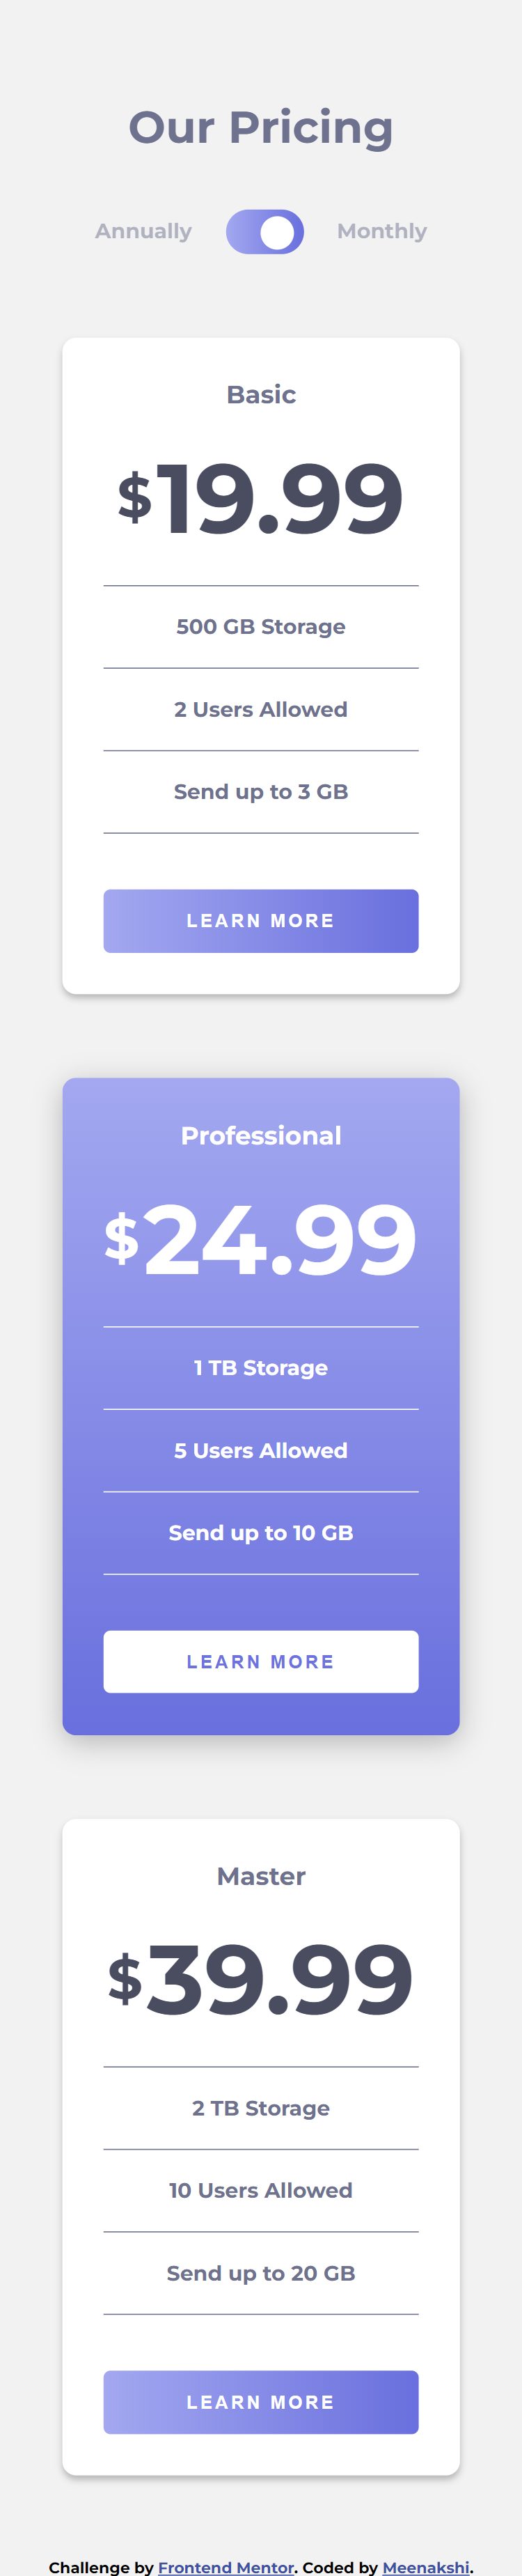 Our Pricing
Annually Monthly
Basic
$19.99
500 GB Storage
2 Users Allowed
Send up to 3 GB
LEARN MORE
Professional
$24.99
1 TB Storage
5 Users Allowed
Send up to 10 GB
LEARN MORE
Master
$39.99
2 TB Storage
10 Users Allowed
Send up to 20 GB
LEARN MORE
Challenge by Frontend Mentor. Coded by Meenakshi.